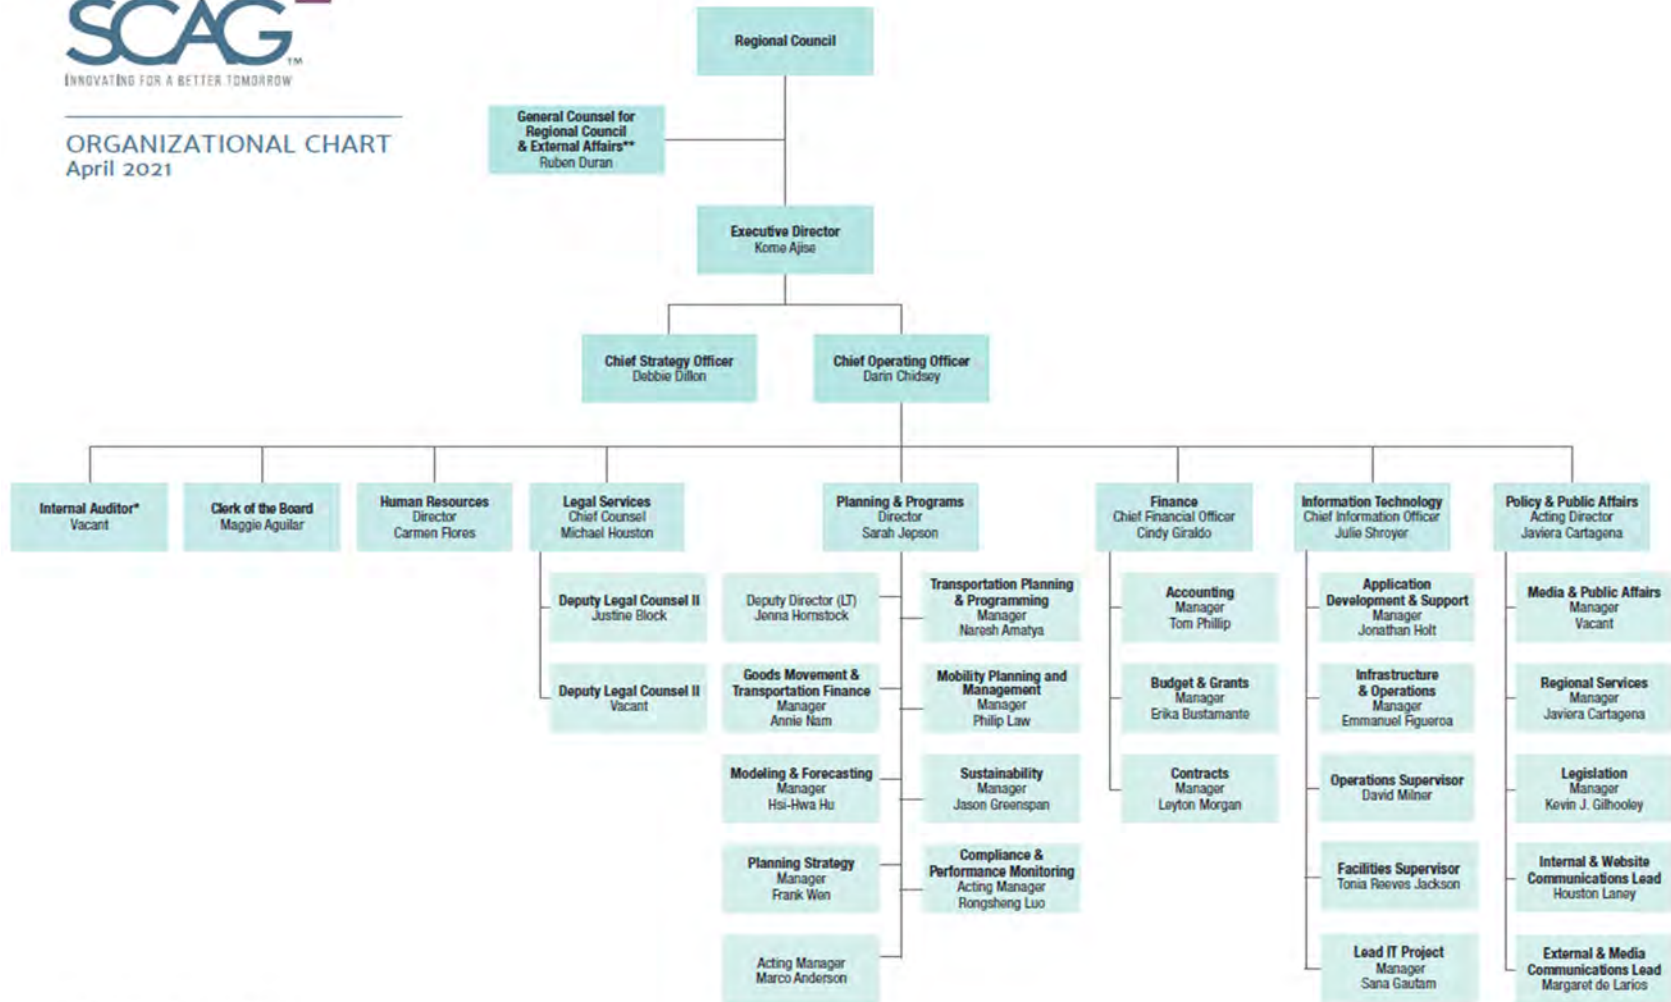 SCAG™
INNOVATING FOR A BETTER TOMORROW
ORGANIZATIONAL CHART
April 2021
Regional Council
General Counsel for
Regional Council
& External Affairs**
Ruben Duran
Executive Director
Kome Ajise
Chief Strategy Officer
Debbie Dillon
Chief Operating Officer
Darin Chidsey
Internal Auditor*
Vacant
Clerk of the Board
Maggie Aguilar
Human Resources
Director
Carmen Flores
Legal Services
Chief Counsel
Michael Houston
Planning & Programs
Director
Sarah Jepson
Finance
Chief Financial Officer
Cindy Giraldo
Information Technology
Chief Information Officer
Julie Shroyer
Policy & Public Affairs
Acting Director
Javiera Cartagena
Deputy Legal Counsel II
Justine Block
Deputy Legal Counsel II
Vacant
Deputy Director (LT)
Jenna Hornstock
Transportation Planning
& Programming
Manager
Naresh Amatya
Goods Movement &
Transportation Finance
Manager
Annie Nam
Mobility Planning and
Management
Manager
Philip Law
Modeling & Forecasting
Manager
Hsi-Hwa Hu
Sustainability
Manager
Jason Greenspan
Planning Strategy
Manager
Frank Wen
Compliance &
Performance Monitoring
Acting Manager
Rongsheng Luo
Acting Manager
Marco Anderson
Accounting
Manager
Tom Phillip
Budget & Grants
Manager
Erika Bustamante
Contracts
Manager
Leyton Morgan
Application
Development & Support
Manager
Jonathan Holt
Infrastructure
& Operations
Manager
Emmanuel Figueroa
Operations Supervisor
David Milner
Facilities Supervisor
Tonia Reeves Jackson
Lead IT Project
Manager
Sana Gautam
Media & Public Affairs
Manager
Vacant
Regional Services
Manager
Javiera Cartagena
Legislation
Manager
Kevin J. Gilhooley
Internal & Website
Communications Lead
Houston Laney
External & Media
Communications Lead
Margaret de Larios